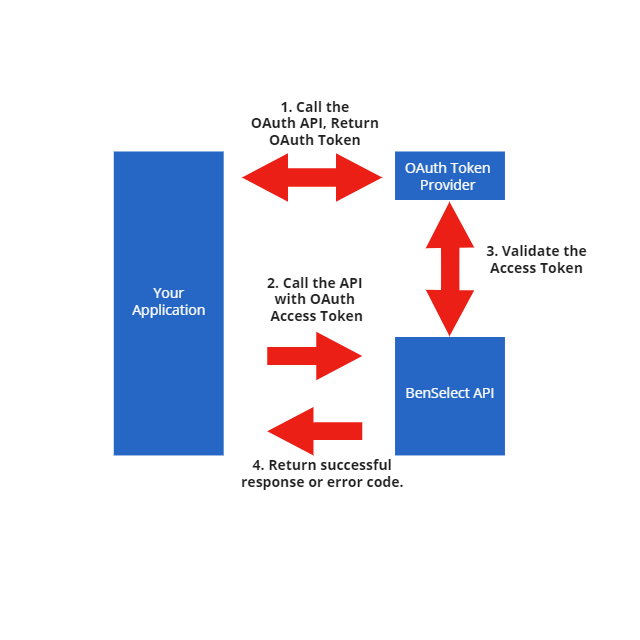 1. Call the
OAuth API, Return
OAuth Token
OAuth Token
Provider
Your
Application
2. Call the API
with OAuth
Access Token
3. Validate the
Access Token
BenSelect API
4. Return successful
response or error code.